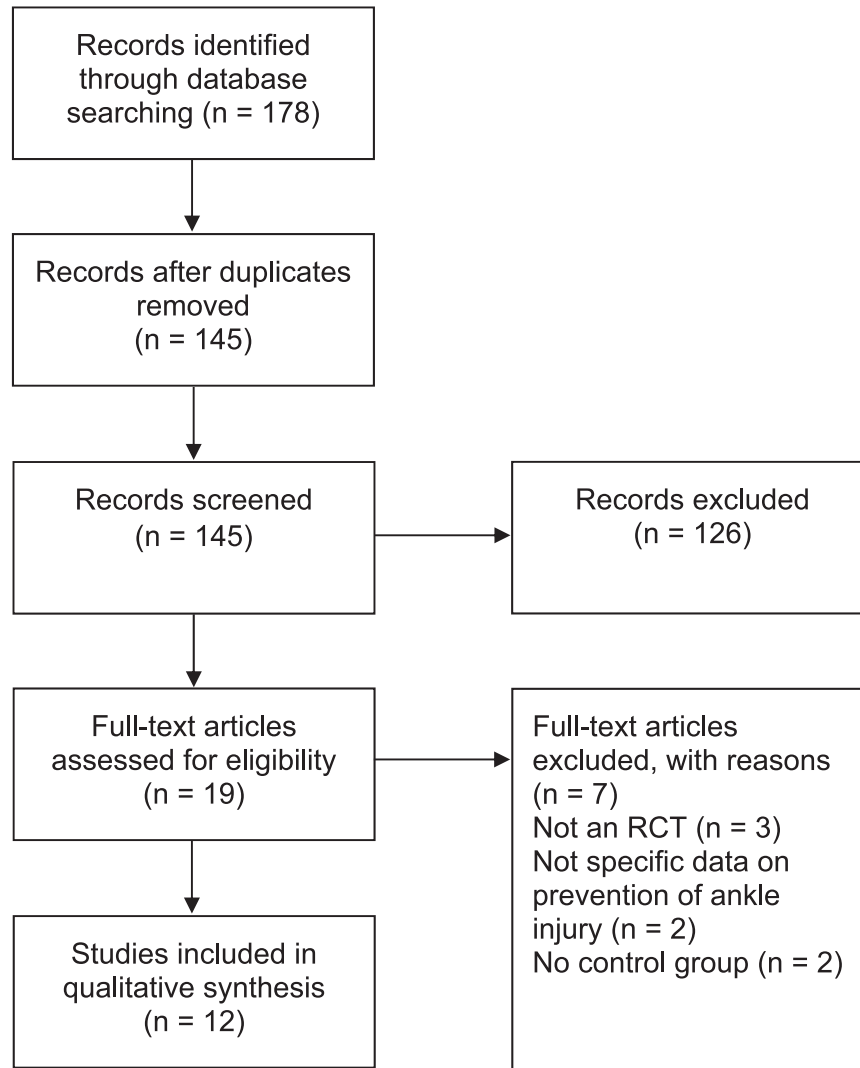 Records identified
through database
searching (n = 178)
Records after duplicates
removed
(n = 145)
Records screened
(n = 145)
Records excluded
(n = 126)
Full-text articles
assessed for eligibility
(n = 19)
Full-text articles
excluded, with reasons
(n = 7)
Not an RCT (n = 3)
Not specific data on
prevention of ankle
injury (n = 2)
No control group (n = 2)
Studies included in
qualitative synthesis
(n = 12)